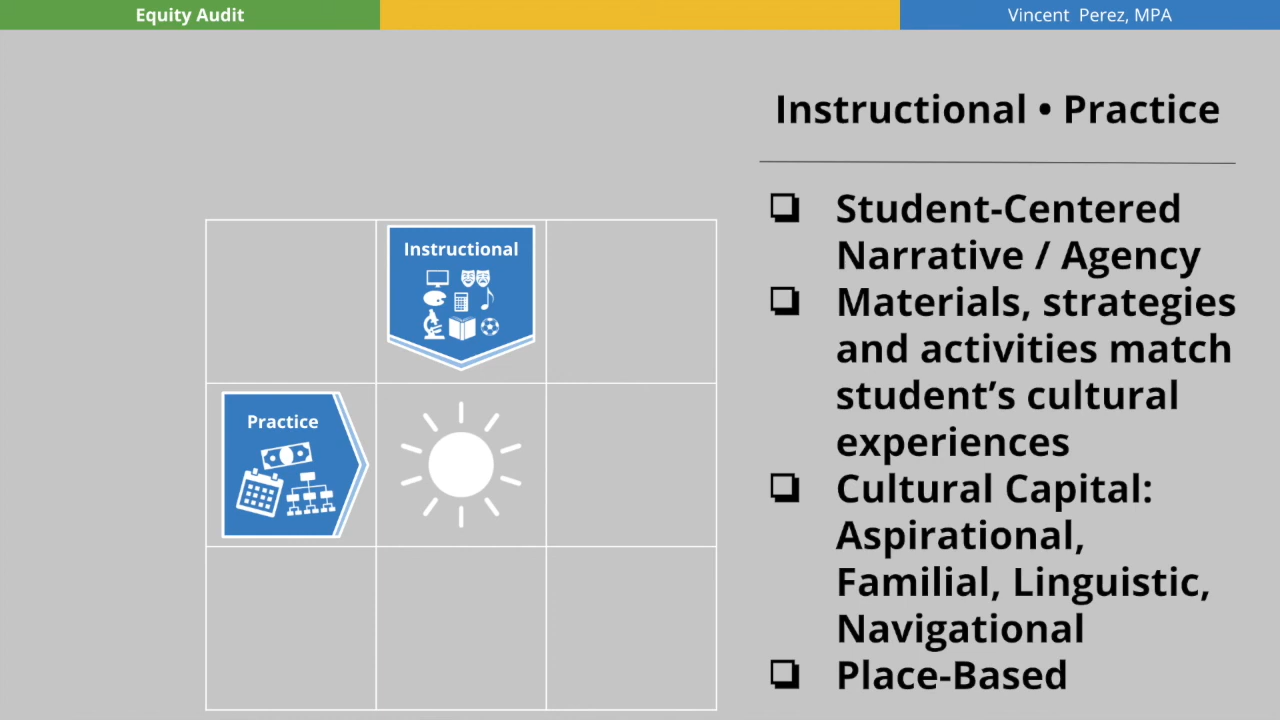 Equity Audit
Vincent Perez, MPA
Instructional • Practice
Instructional
Practice
❏ Student-Centered
Narrative / Agency
❏ Materials, strategies
and activities match
student’s cultural
experiences
❏ Cultural Capital:
Aspirational,
Familial, Linguistic,
Navigational
❏ Place-Based